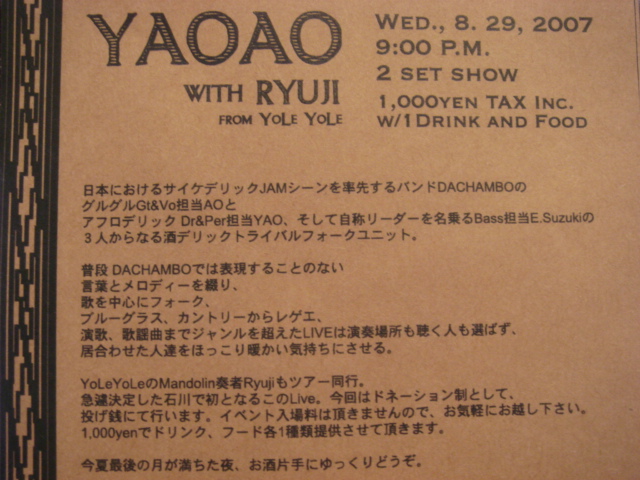 YAOAO
WITH RYUJI
FROM YOLE YOLE
WED., 8. 29, 2007
9:00 P.M.
2 SET SHOW
1,000YEN TAX INC.
W/1DRINK AND FOOD
日本におけるサイケデリックJAMシーンを率先するバンドDACHAMBOの
グルグルGt&Vo担当AOと
アフロデリック Dr&Per担当YAO、そして自称リーダーを名乗るBass担当E.Suzukiの
３人からなる酒デリックトライバルフォークユニット。
普段 DACHAMBOでは表現することのない
言葉とメロディーを綴り、
歌を中心にフォーク、
ブルーグラス、カントリーからレゲエ、
演歌、歌謡曲までジャンルを超えたLIVEは演奏場所も聴く人も選ばず、
居合わせた人達をほっこり暖かい気持ちにさせる。
YoLeYoLeのMandolin奏者Ryujiもツアー同行。
急遽決定した石川で初となるこのLive。今回はドネーション制として、
投げ銭にて行います。イベント入場料は頂きませんので、お気軽にお越し下さい。
1,000yenでドリンク、フード各1種類提供させて頂きます。
今夏最後の月が満ちた夜、お酒片手にゆっくりどうぞ。